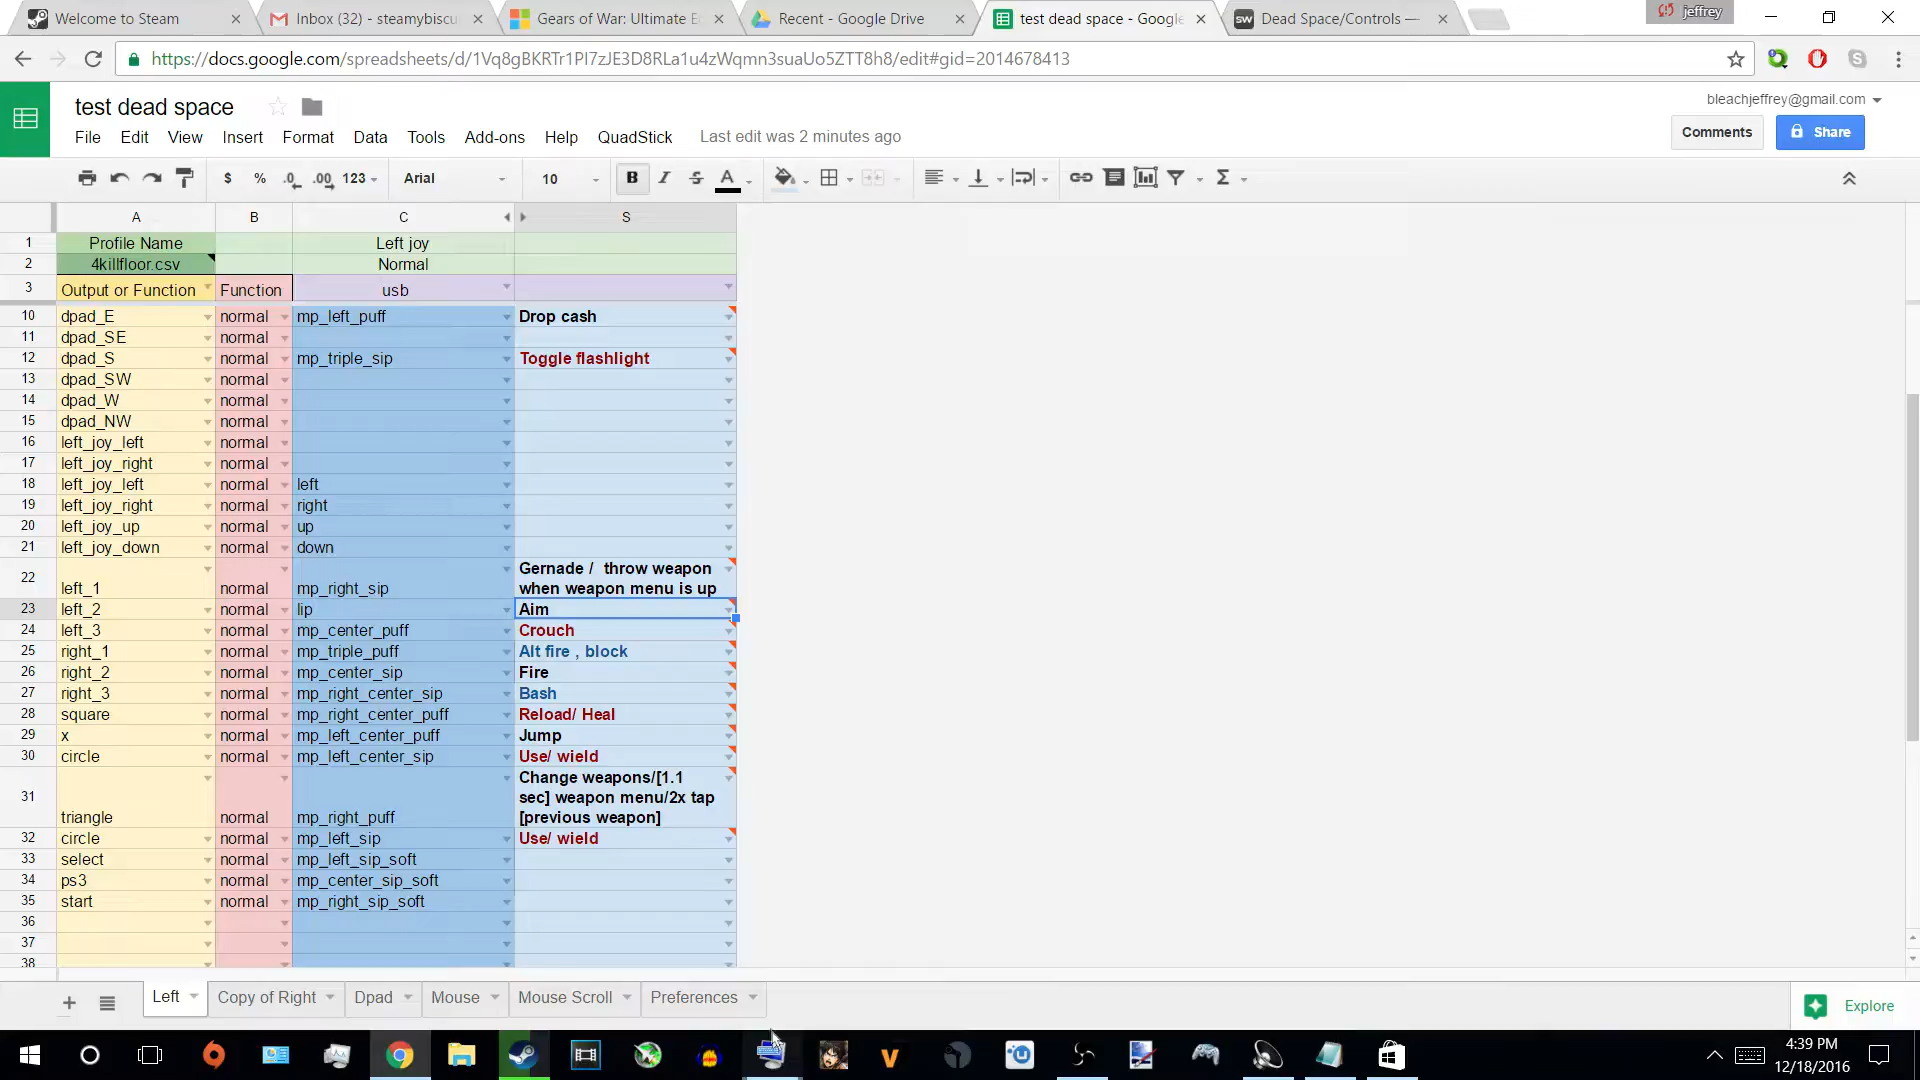 Welcome to Steam
Inbox (32) - steamybiscu
Gears of War: Ultimate E
Recent - Google Drive
test dead space - Google
Dead Space/Controls —
jeffrey
https://docs.google.com/spreadsheets/d/1Vq8gBKRTr1PI7zJE3D8RLa1u4zWqmn3suaUo5ZTT8h8/edit#gid=2014678413
test dead space
bleachjeffrey@gmail.com
File Edit View Insert Format Data Tools Add-ons Help QuadStick Last edit was 2 minutes ago
Comments
Share
$ % .0 .00 123 Arial 10 B I S A Σ
A B C S
1 Profile Name Left joy
2 4killfloor.csv Normal
3 Output or Function Function usb
10 dpad_E normal mp_left_puff Drop cash
11 dpad_SE normal
12 dpad_S normal mp_triple_sip Toggle flashlight
13 dpad_SW normal
14 dpad_W normal
15 dpad_NW normal
16 left_joy_left normal
17 left_joy_right normal
18 left_joy_left normal left
19 left_joy_right normal right
20 left_joy_up normal up
21 left_joy_down normal down
22 left_1 normal mp_right_sip Gernade / throw weapon
when weapon menu is up
23 left_2 normal lip Aim
24 left_3 normal mp_center_puff Crouch
25 right_1 normal mp_triple_puff Alt fire , block
26 right_2 normal mp_center_sip Fire
27 right_3 normal mp_right_center_sip Bash
28 square normal mp_right_center_puff Reload/ Heal
29 x normal mp_left_center_puff Jump
30 circle normal mp_left_center_sip Use/ wield
31 triangle normal mp_right_puff Change weapons/[1.1
sec] weapon menu/2x tap
[previous weapon]
32 circle normal mp_left_sip Use/ wield
33 select normal mp_left_sip_soft
34 ps3 normal mp_center_sip_soft
35 start normal mp_right_sip_soft
36
37
38
Left Copy of Right Dpad Mouse Mouse Scroll Preferences
Explore
4:39 PM
12/18/2016